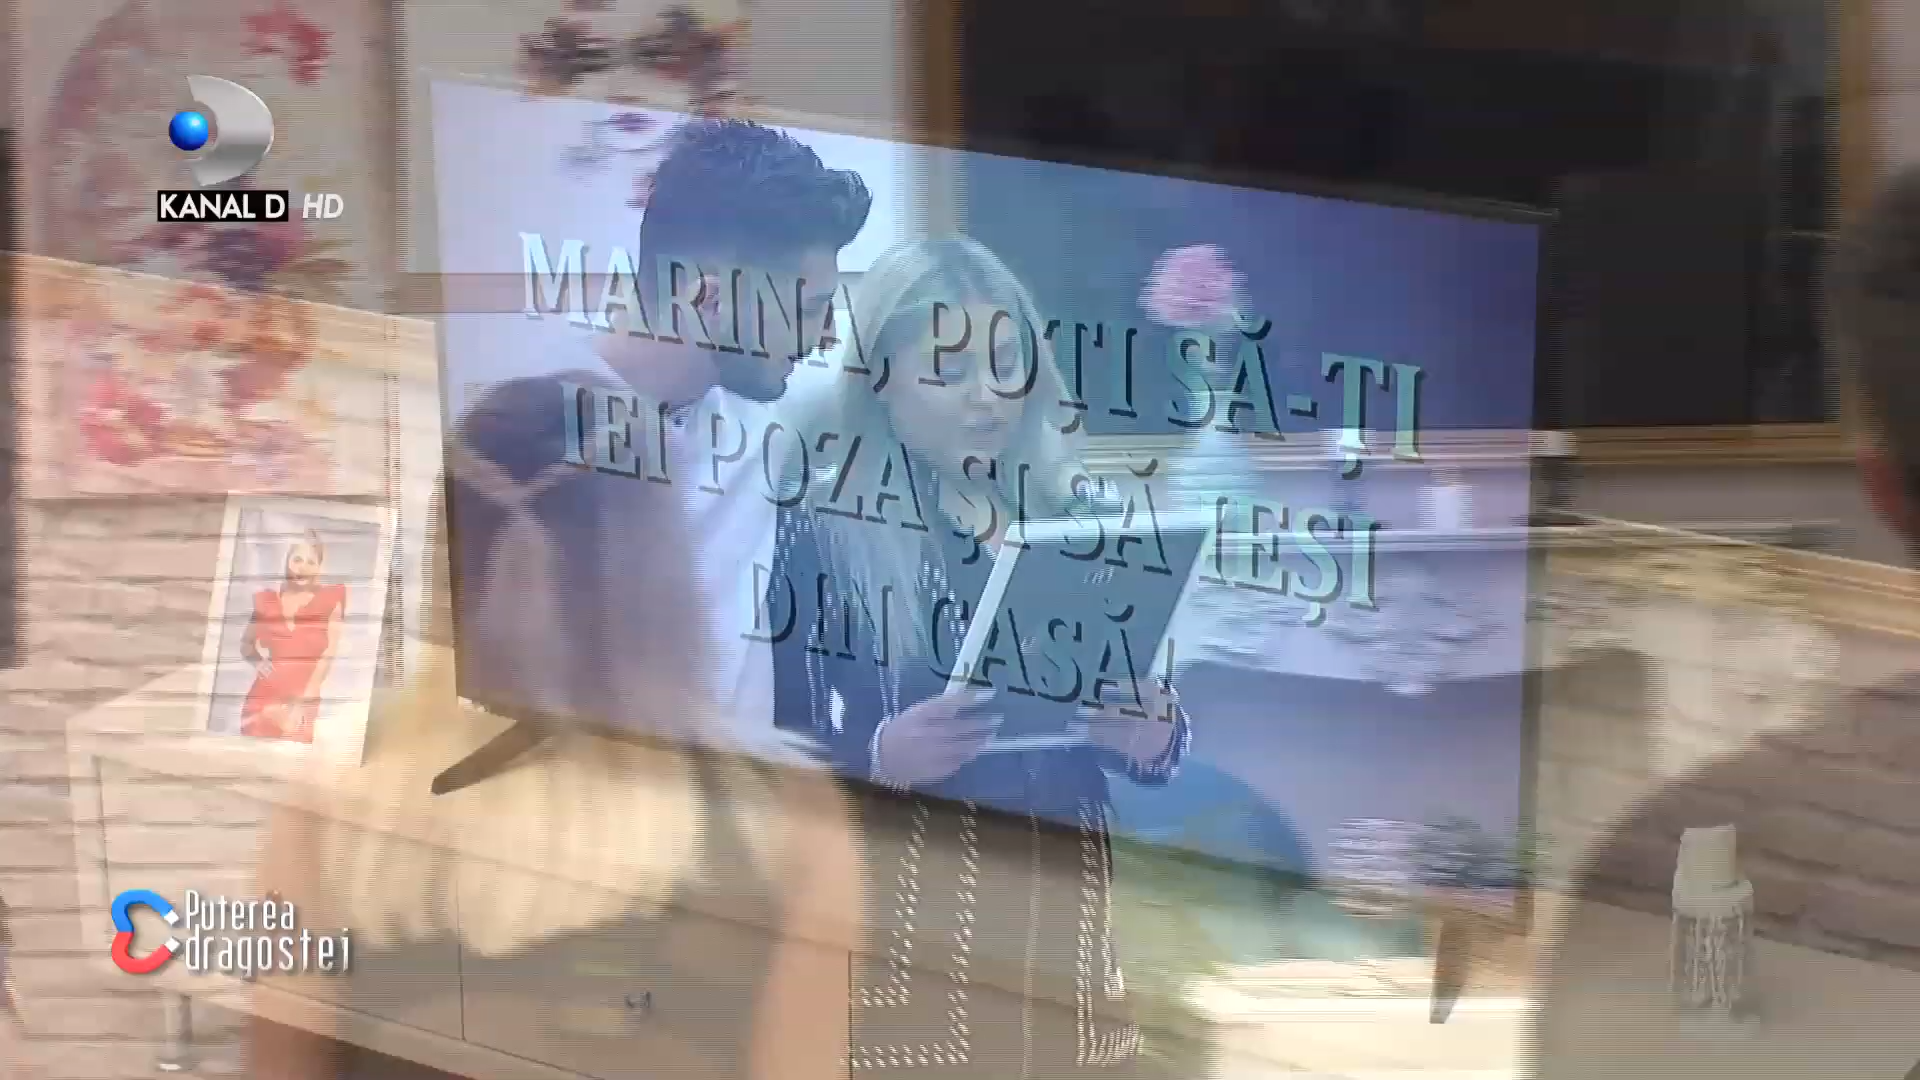 KANAL D HD
MARINA, POȚI SĂ-ȚI
IEI POZA ȘI SĂ IEȘI
DIN CASĂ!
Puterea
dragostei